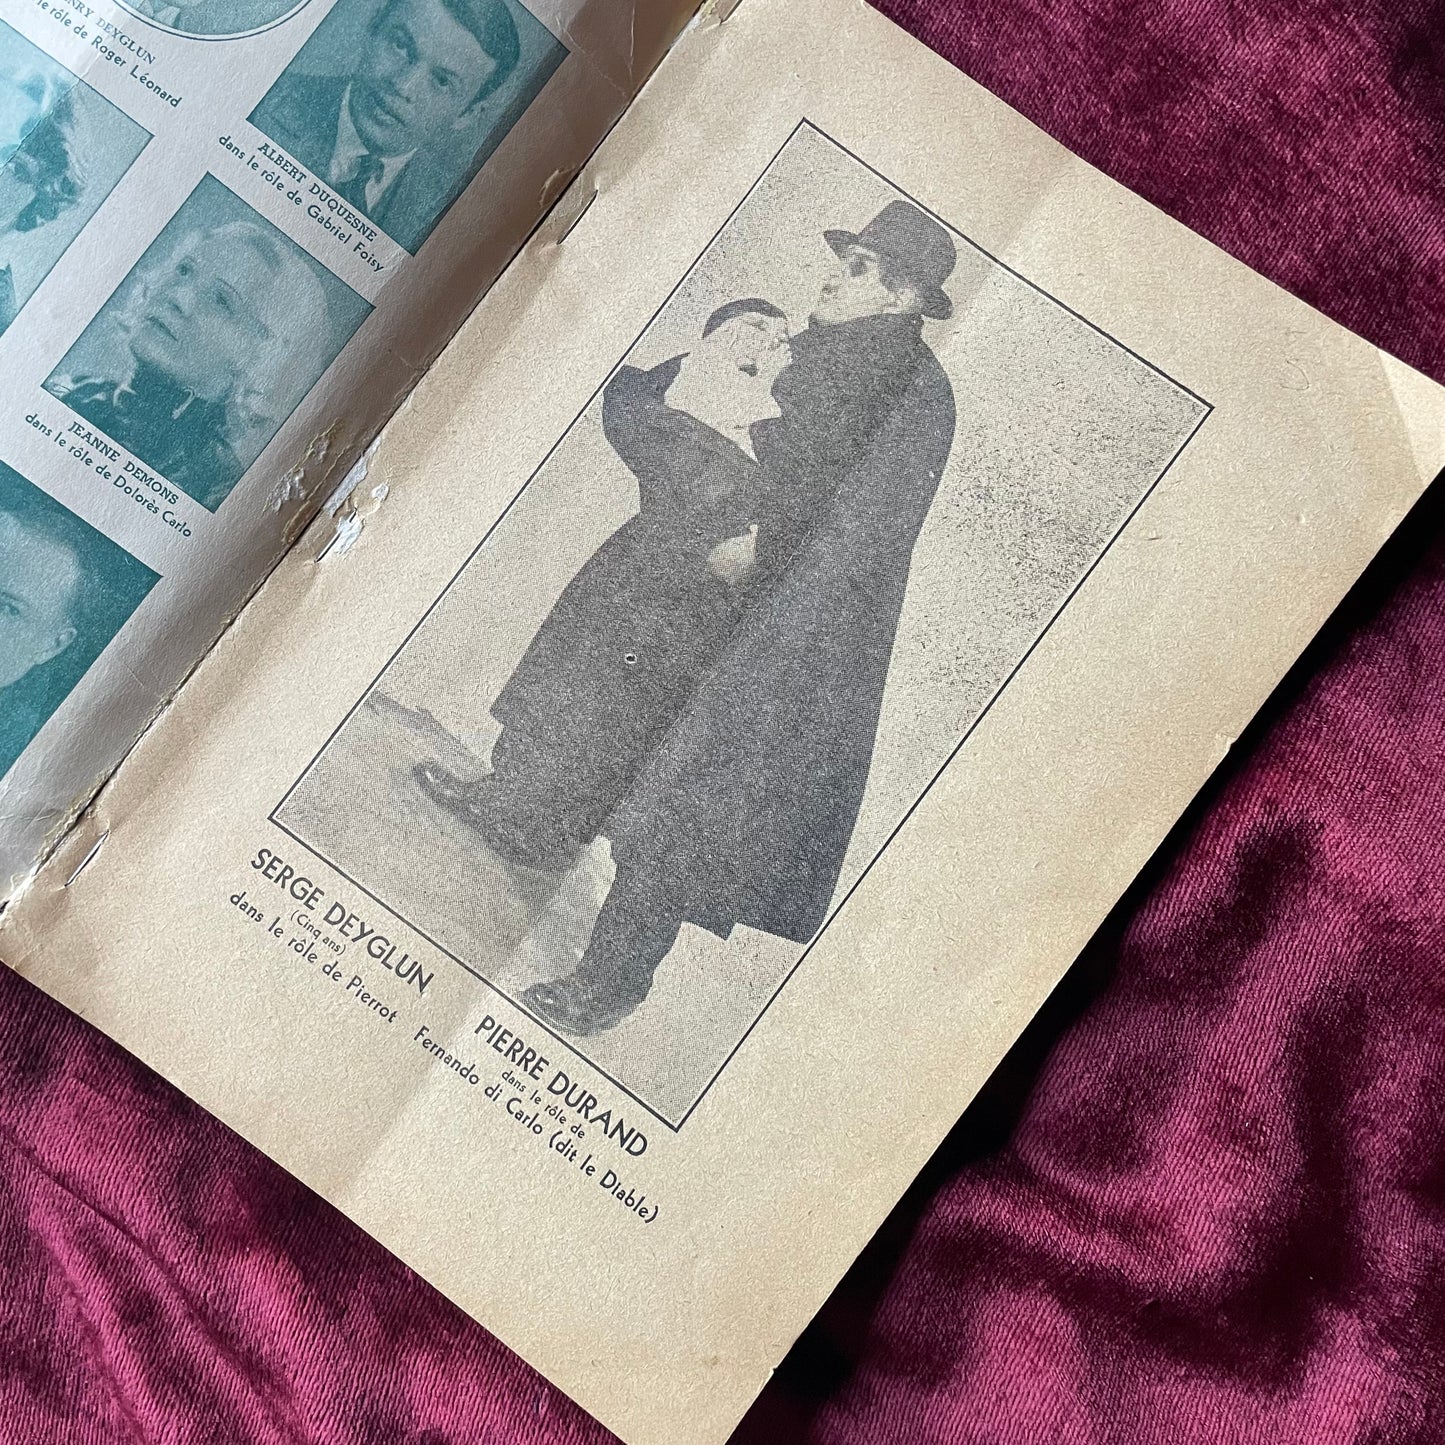 NRY DEYGLUN
le rôle de Roger Léonard
ALBERT DUQUESNE
dans le rôle de Gabriel Foisy
JEANNE DEMONS
dans le rôle de Dolorès Carlo
SERGE DEYGLUN
(Cinq ans)
dans le rôle de Pierrot
PIERRE DURAND
dans le rôle de
Fernando di Carlo (dit le Diable)